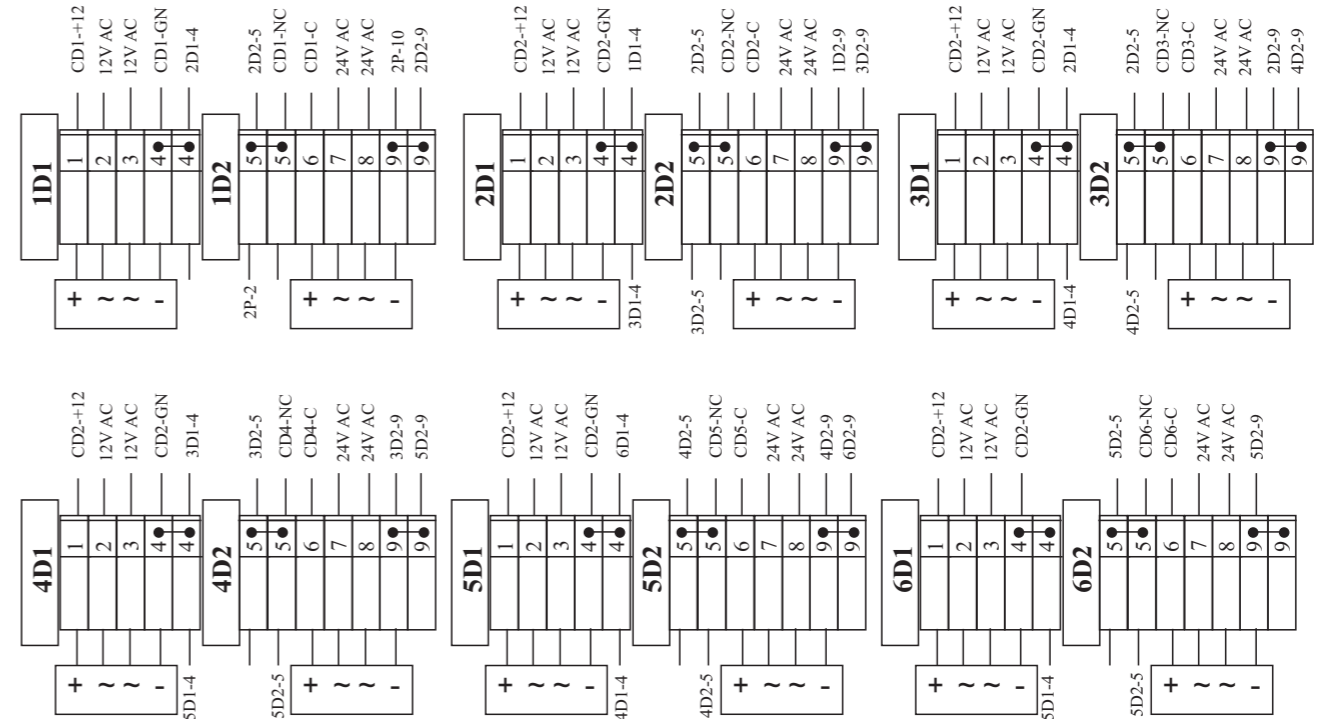 CD1-+12
12V AC
12V AC
CD1-GN
2D1-4
2D2-5
CD1-NC
CD1-C
24V AC
24V AC
2P-10
2D2-9
1D1
1 2 3 4 4
1D2
5 5 6 7 8 9 9
+ ~ ~ -
2P-2
+ ~ ~ -
CD2-+12
12V AC
12V AC
CD2-GN
1D1-4
2D2-5
CD2-NC
CD2-C
24V AC
24V AC
1D2-9
3D2-9
2D1
1 2 3 4 4
2D2
5 5 6 7 8 9 9
+ ~ ~ -
3D1-4
3D2-5
+ ~ ~ -
CD2-+12
12V AC
12V AC
CD2-GN
2D1-4
2D2-5
CD3-NC
CD3-C
24V AC
24V AC
2D2-9
4D2-9
3D1
1 2 3 4 4
3D2
5 5 6 7 8 9 9
+ ~ ~ -
4D1-4
4D2-5
+ ~ ~ -
CD2-+12
12V AC
12V AC
CD2-GN
3D1-4
3D2-5
CD4-NC
CD4-C
24V AC
24V AC
3D2-9
5D2-9
4D1
1 2 3 4 4
4D2
5 5 6 7 8 9 9
+ ~ ~ -
5D1-4
5D2-5
+ ~ ~ -
CD2-+12
12V AC
12V AC
CD2-GN
6D1-4
4D2-5
CD5-NC
CD5-C
24V AC
24V AC
4D2-9
6D2-9
5D1
1 2 3 4 4
5D2
5 5 6 7 8 9 9
+ ~ ~ -
4D1-4
4D2-5
+ ~ ~ -
CD2-+12
12V AC
12V AC
CD2-GN
5D2-5
CD6-NC
CD6-C
24V AC
24V AC
5D2-9
6D1
1 2 3 4 4
6D2
5 5 6 7 8 9 9
+ ~ ~ -
5D1-4
5D2-5
+ ~ ~ -